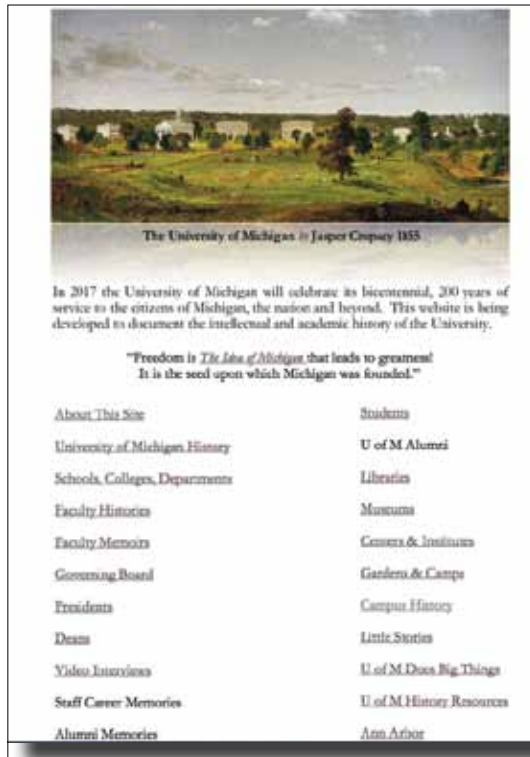 The University of Michigan by Jasper Cropsey 1855
In 2017 the University of Michigan will celebrate its bicentennial, 200 years of
service to the citizens of Michigan, the nation and beyond. This website is being
developed to document the intellectual and academic history of the University.
"Freedom is The Idea of Michigan that leads to greatness!
It is the seed upon which Michigan was founded."
About This Site
University of Michigan History
Schools, Colleges, Departments
Faculty Histories
Faculty Memoirs
Governing Board
Presidents
Deans
Video Interviews
Staff Career Memories
Alumni Memories
Students
U of M Alumni
Libraries
Museums
Centers & Institutes
Gardens & Camps
Campus History
Little Stories
U of M Does Big Things
U of M History Resources
Ann Arbor